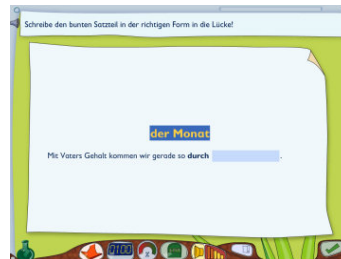 Schreibe den bunten Satzteil in der richtigen Form in die Lücke!
der Monat
Mit Vaters Gehalt kommen wir gerade so durch .
0100